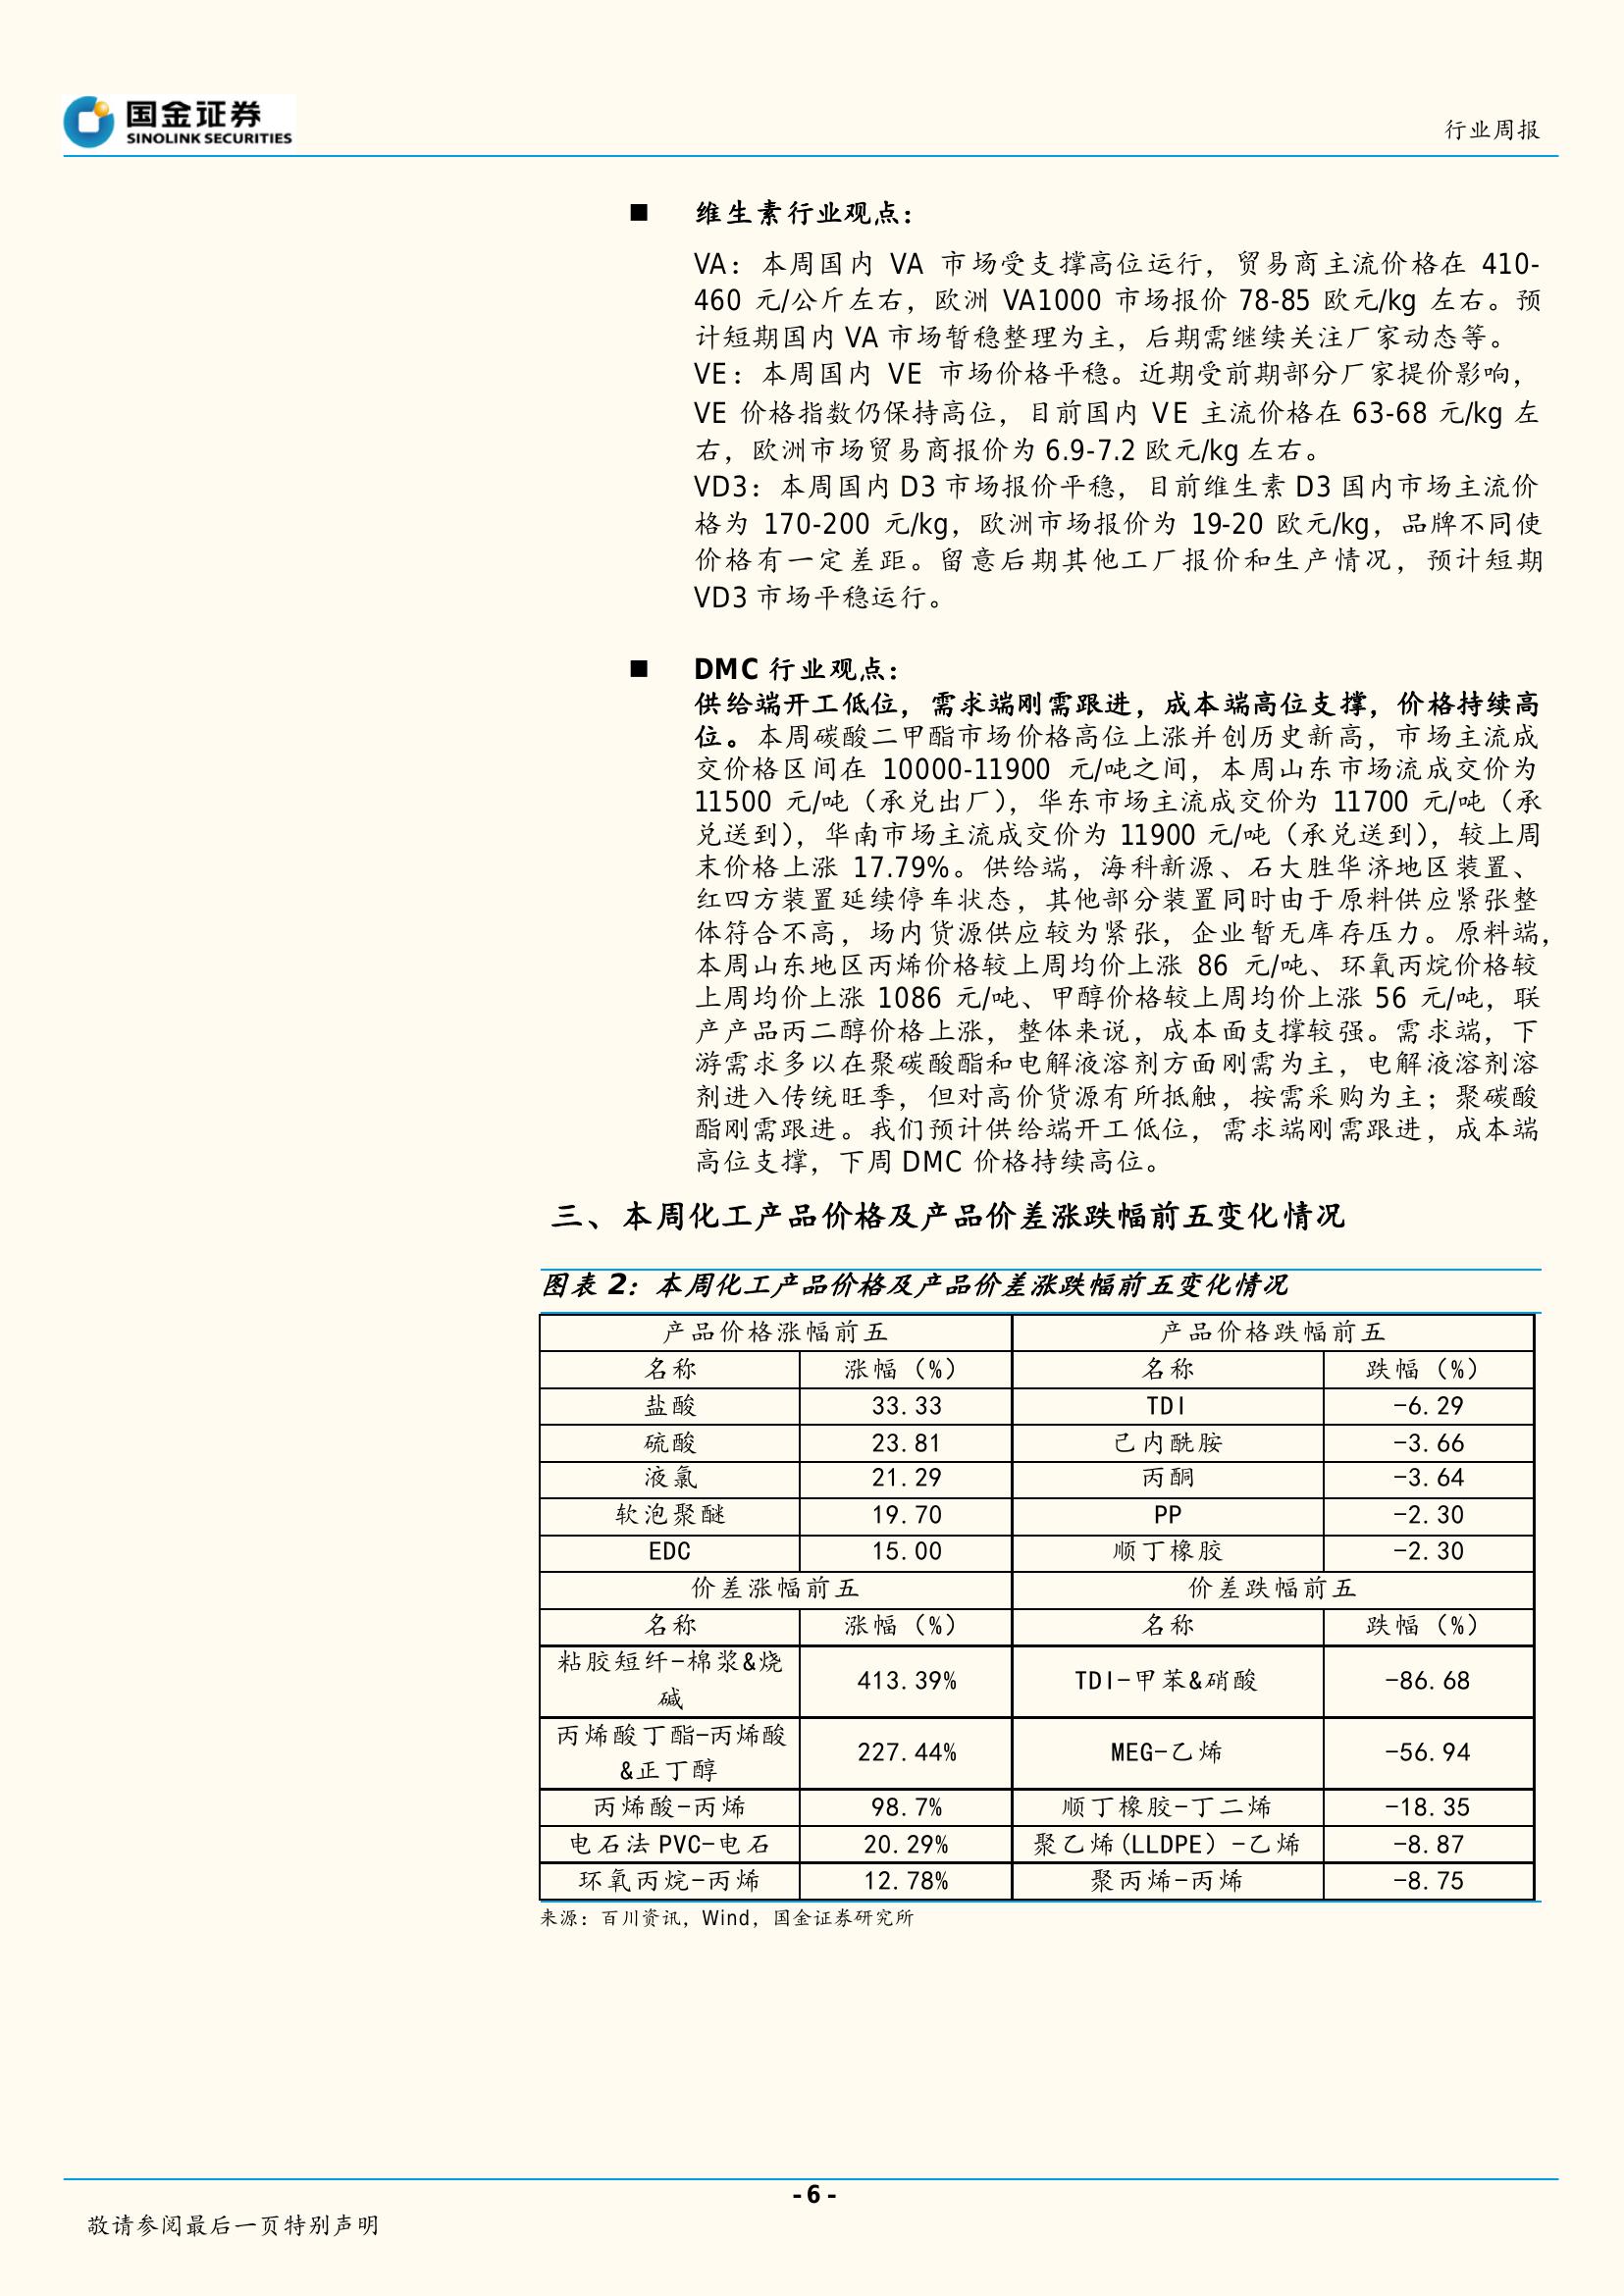 国金证券
SINOLINK SECURITIES
行业周报
■ 维生素行业观点：
VA：本周国内 VA 市场受支撑高位运行，贸易商主流价格在 410-
460 元/公斤左右，欧洲 VA1000 市场报价 78-85 欧元/kg 左右。预
计短期国内 VA 市场暂稳整理为主，后期需继续关注厂家动态等。
VE：本周国内 VE 市场价格平稳。近期受前期部分厂家提价影响，
VE 价格指数仍保持高位，目前国内 VE 主流价格在 63-68 元/kg 左
右，欧洲市场贸易商报价为 6.9-7.2 欧元/kg 左右。
VD3：本周国内 D3 市场报价平稳，目前维生素 D3 国内市场主流价
格为 170-200 元/kg，欧洲市场报价为 19-20 欧元/kg，品牌不同使
价格有一定差距。留意后期其他工厂报价和生产情况，预计短期
VD3 市场平稳运行。
■ DMC 行业观点：
供给端开工低位，需求端刚需跟进，成本端高位支撑，价格持续高
位。本周碳酸二甲酯市场价格高位上涨并创历史新高，市场主流成
交价格区间在 10000-11900 元/吨之间，本周山东市场流成交价为
11500 元/吨（承兑出厂），华东市场主流成交价为 11700 元/吨（承
兑送到），华南市场主流成交价为 11900 元/吨（承兑送到），较上周
末价格上涨 17.79%。供给端，海科新源、石大胜华济地区装置、
红四方装置延续停车状态，其他部分装置同时由于原料供应紧张整
体符合不高，场内货源供应较为紧张，企业暂无库存压力。原料端，
本周山东地区丙烯价格较上周均价上涨 86 元/吨、环氧丙烷价格较
上周均价上涨 1086 元/吨、甲醇价格较上周均价上涨 56 元/吨，联
产产品丙二醇价格上涨，整体来说，成本面支撑较强。需求端，下
游需求多以在聚碳酸酯和电解液溶剂方面刚需为主，电解液溶剂溶
剂进入传统旺季，但对高价货源有所抵触，按需采购为主；聚碳酸
酯刚需跟进。我们预计供给端开工低位，需求端刚需跟进，成本端
高位支撑，下周 DMC 价格持续高位。
三、本周化工产品价格及产品价差涨跌幅前五变化情况
图表 2：本周化工产品价格及产品价差涨跌幅前五变化情况
产品价格涨幅前五 产品价格跌幅前五
名称 涨幅（%） 名称 跌幅（%）
盐酸 33.33 TDI -6.29
硫酸 23.81 己内酰胺 -3.66
液氯 21.29 丙酮 -3.64
软泡聚醚 19.70 PP -2.30
EDC 15.00 顺丁橡胶 -2.30
价差涨幅前五 价差跌幅前五
名称 涨幅（%） 名称 跌幅（%）
粘胶短纤-棉浆&烧
碱 413.39% TDI-甲苯&硝酸 -86.68
丙烯酸丁酯-丙烯酸
&正丁醇 227.44% MEG-乙烯 -56.94
丙烯酸-丙烯 98.7% 顺丁橡胶-丁二烯 -18.35
电石法 PVC-电石 20.29% 聚乙烯(LLDPE）-乙烯 -8.87
环氧丙烷-丙烯 12.78% 聚丙烯-丙烯 -8.75
来源：百川资讯，Wind，国金证券研究所
- 6 -
敬请参阅最后一页特别声明